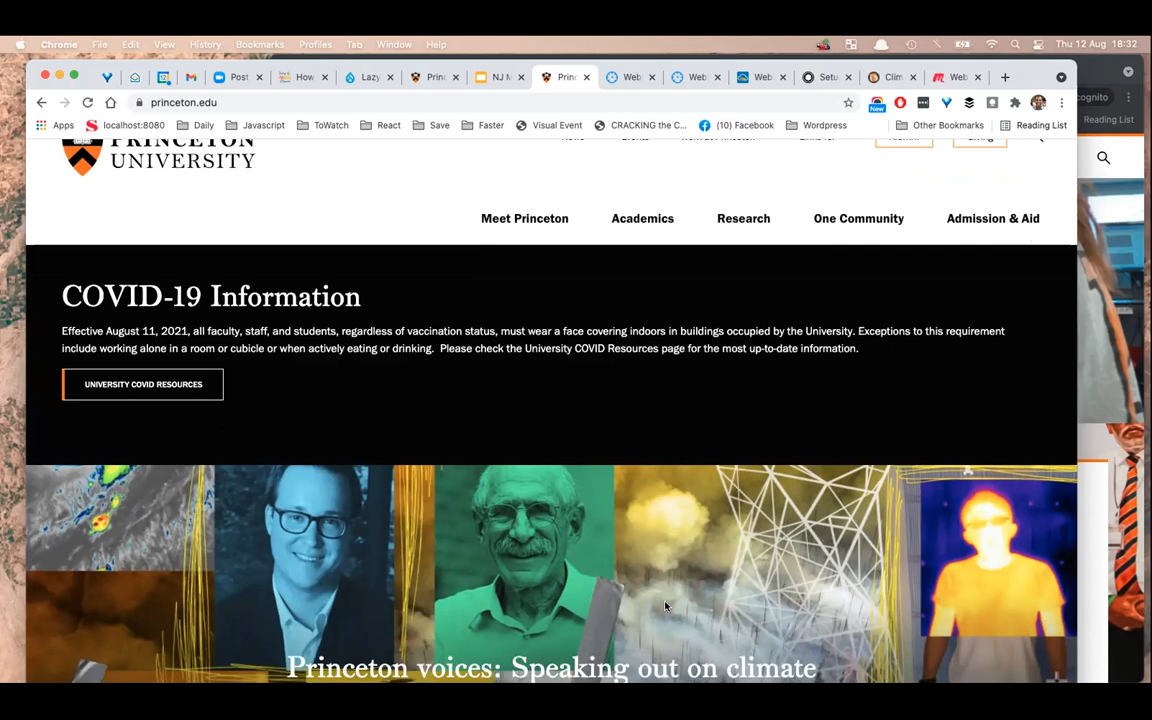 Chrome File Edit View History Bookmarks Profiles Tab Window Help Thu 12 Aug 18:32
Post How Lazy Princ NJ M Princ Web Web Web Setu Clim Web
princeton.edu New cognito
Apps localhost:8080 Daily Javascript ToWatch React Save Faster Visual Event CRACKING the C... (10) Facebook Wordpress Other Bookmarks Reading List Reading List
PRINCETON
UNIVERSITY
Meet Princeton Academics Research One Community Admission & Aid
COVID-19 Information
Effective August 11, 2021, all faculty, staff, and students, regardless of vaccination status, must wear a face covering indoors in buildings occupied by the University. Exceptions to this requirement
include working alone in a room or cubicle or when actively eating or drinking. Please check the University COVID Resources page for the most up-to-date information.
UNIVERSITY COVID RESOURCES
Princeton voices: Speaking out on climate